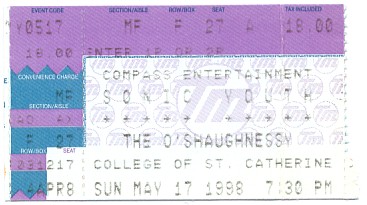 EVENT CODE SECTION/AISLE ROW/BOX SEAT TAX INCLUDED
Y0517 MF F 27 A 18.00
18.00
CONVENIENCE CHARGE
COMPASS ENTERTAINMENT
MF
SONIC YOUTH
SECTION/AISLE
* * * * * * * * * * *
F 27
THE O'SHAUGHNESSY
ROW/BOX SEAT
COLLEGE OF ST. CATHERINE
SUN MAY 17 1998 7:30 PM